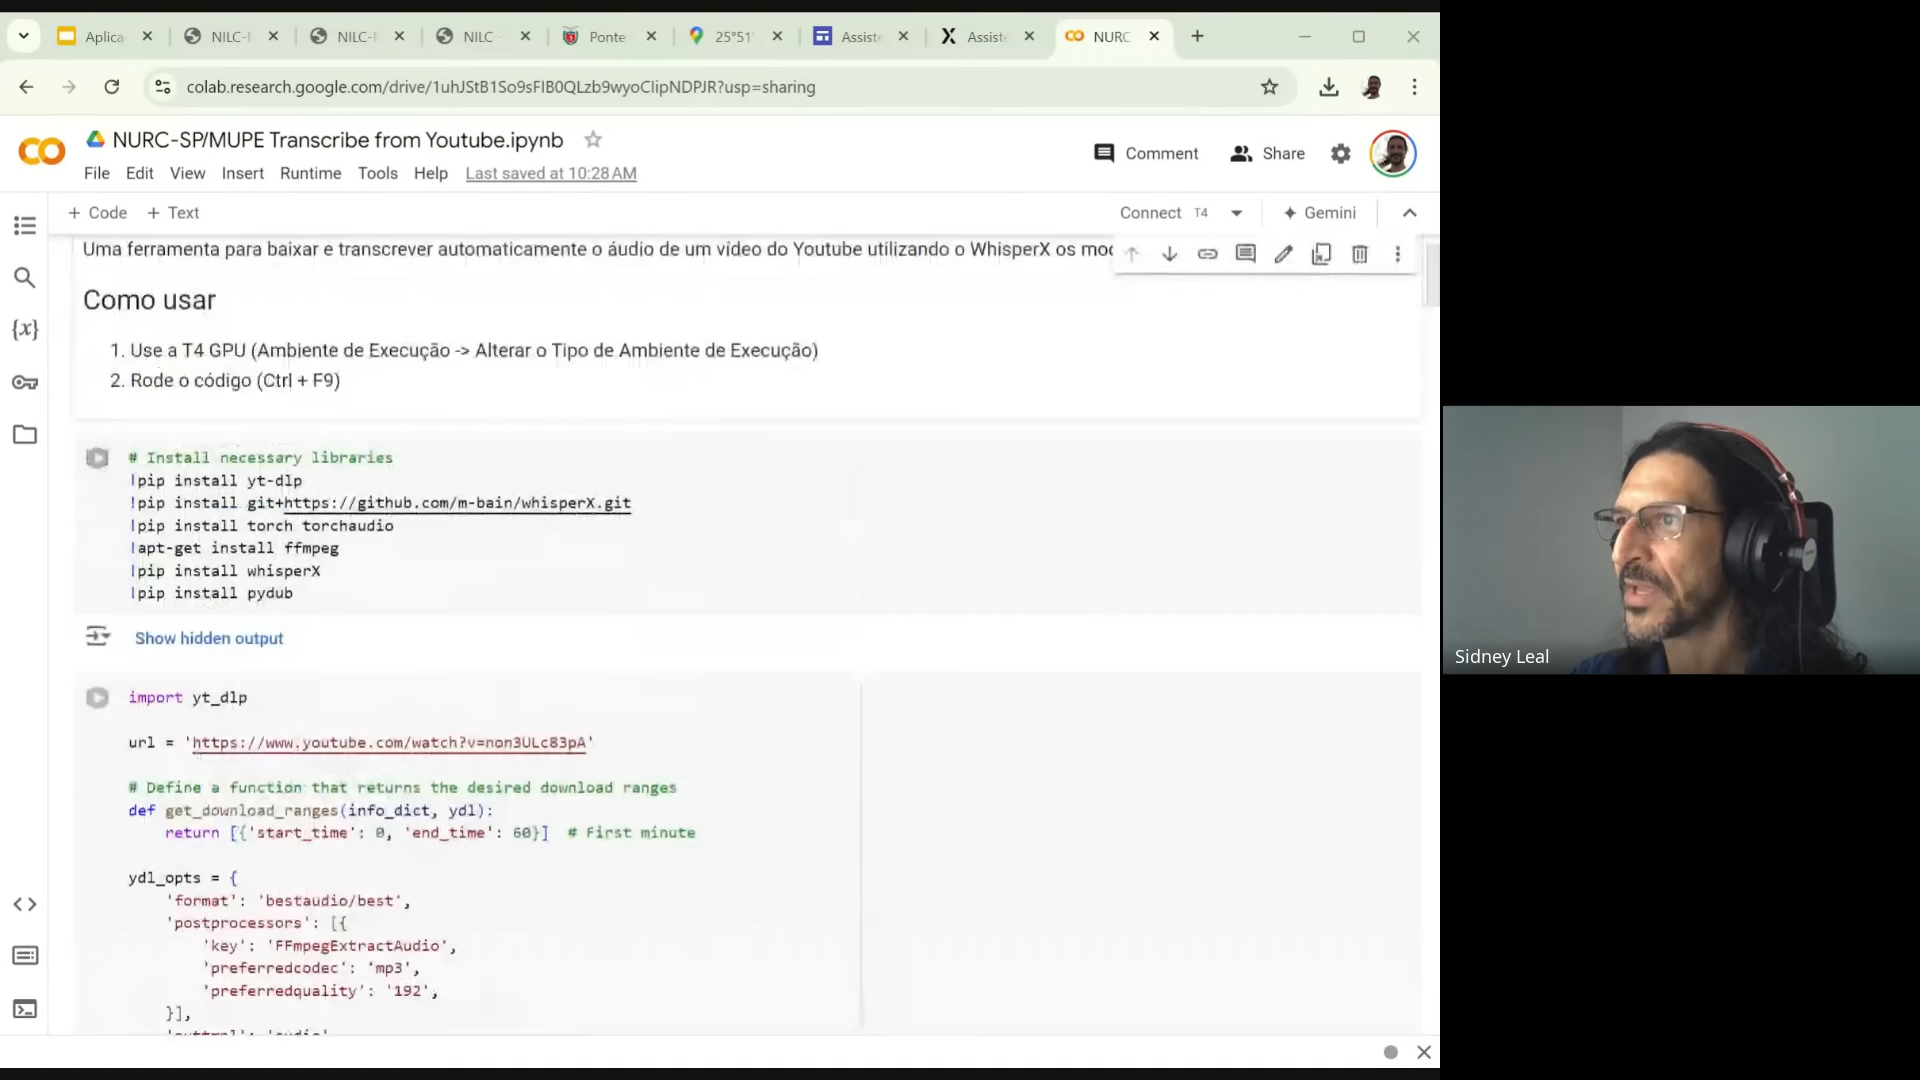 Aplica
NILC-
NILC-
NILC
Ponte
25°51'
Assiste
Assiste
NURC
colab.research.google.com/drive/1uhJStB1So9sFIB0QLzb9wyoCIipNDPJR?usp=sharing
NURC-SP/MUPE Transcribe from Youtube.ipynb
Comment
Share
File Edit View Insert Runtime Tools Help Last saved at 10:28 AM
+ Code + Text
Connect T4
Gemini
Uma ferramenta para baixar e transcrever automaticamente o áudio de um vídeo do Youtube utilizando o WhisperX os mod
Como usar
1. Use a T4 GPU (Ambiente de Execução -> Alterar o Tipo de Ambiente de Execução)
2. Rode o código (Ctrl + F9)
# Install necessary libraries
!pip install yt-dlp
!pip install git+https://github.com/m-bain/whisperX.git
!pip install torch torchaudio
!apt-get install ffmpeg
!pip install whisperX
!pip install pydub
Show hidden output
import yt_dlp
url = 'https://www.youtube.com/watch?v=non3ULc83pA'
# Define a function that returns the desired download ranges
def get_download_ranges(info_dict, ydl):
return [{'start_time': 0, 'end_time': 60}] # First minute
ydl_opts = {
'format': 'bestaudio/best',
'postprocessors': [{
'key': 'FFmpegExtractAudio',
'preferredcodec': 'mp3',
'preferredquality': '192',
}],
Sidney Leal